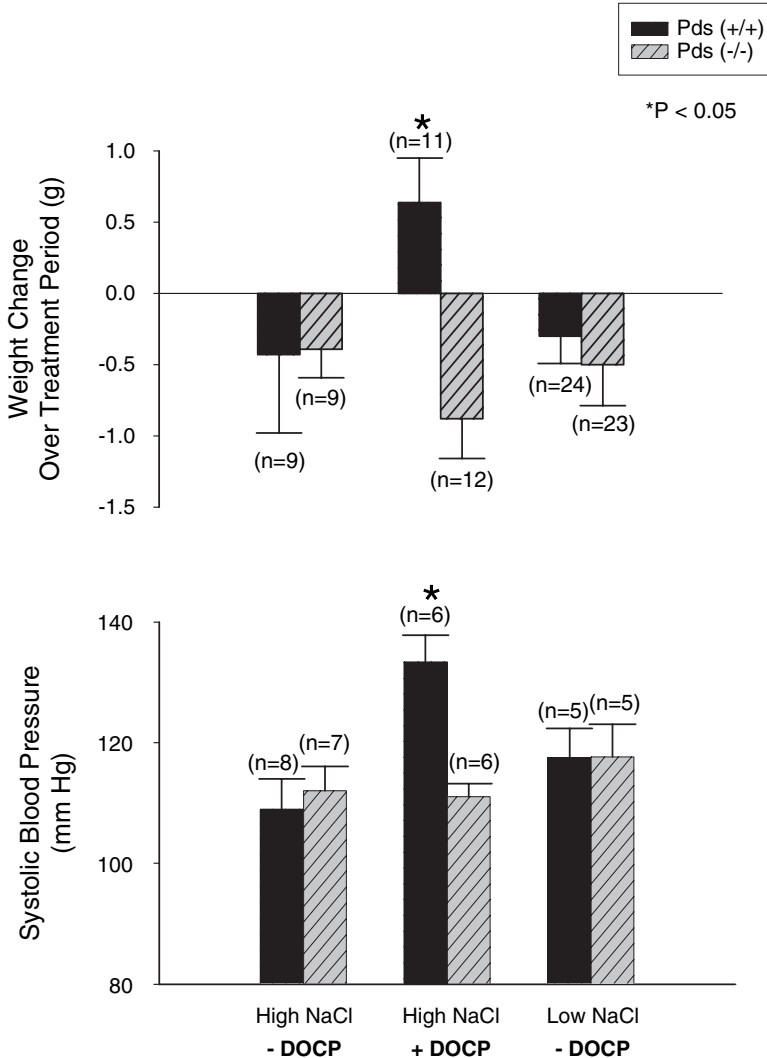 Pds (+/+)
Pds (-/-)
*P < 0.05
Weight Change
Over Treatment Period (g)
1.0
0.5
0.0
-0.5
-1.0
-1.5
*
(n=11)
(n=9)
(n=9)
(n=12)
(n=24)
(n=23)
Systolic Blood Pressure
(mm Hg)
140
120
100
80
*
(n=6)
(n=8)
(n=7)
(n=6)
(n=5)
(n=5)
High NaCl
- DOCP
High NaCl
+ DOCP
Low NaCl
- DOCP